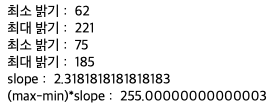 최소 밝기 :  62
최대 밝기 :  221
최소 밝기 :  75
최대 밝기 :  185
slope :  2.3181818181818183
(max-min)*slope :  255.00000000000003